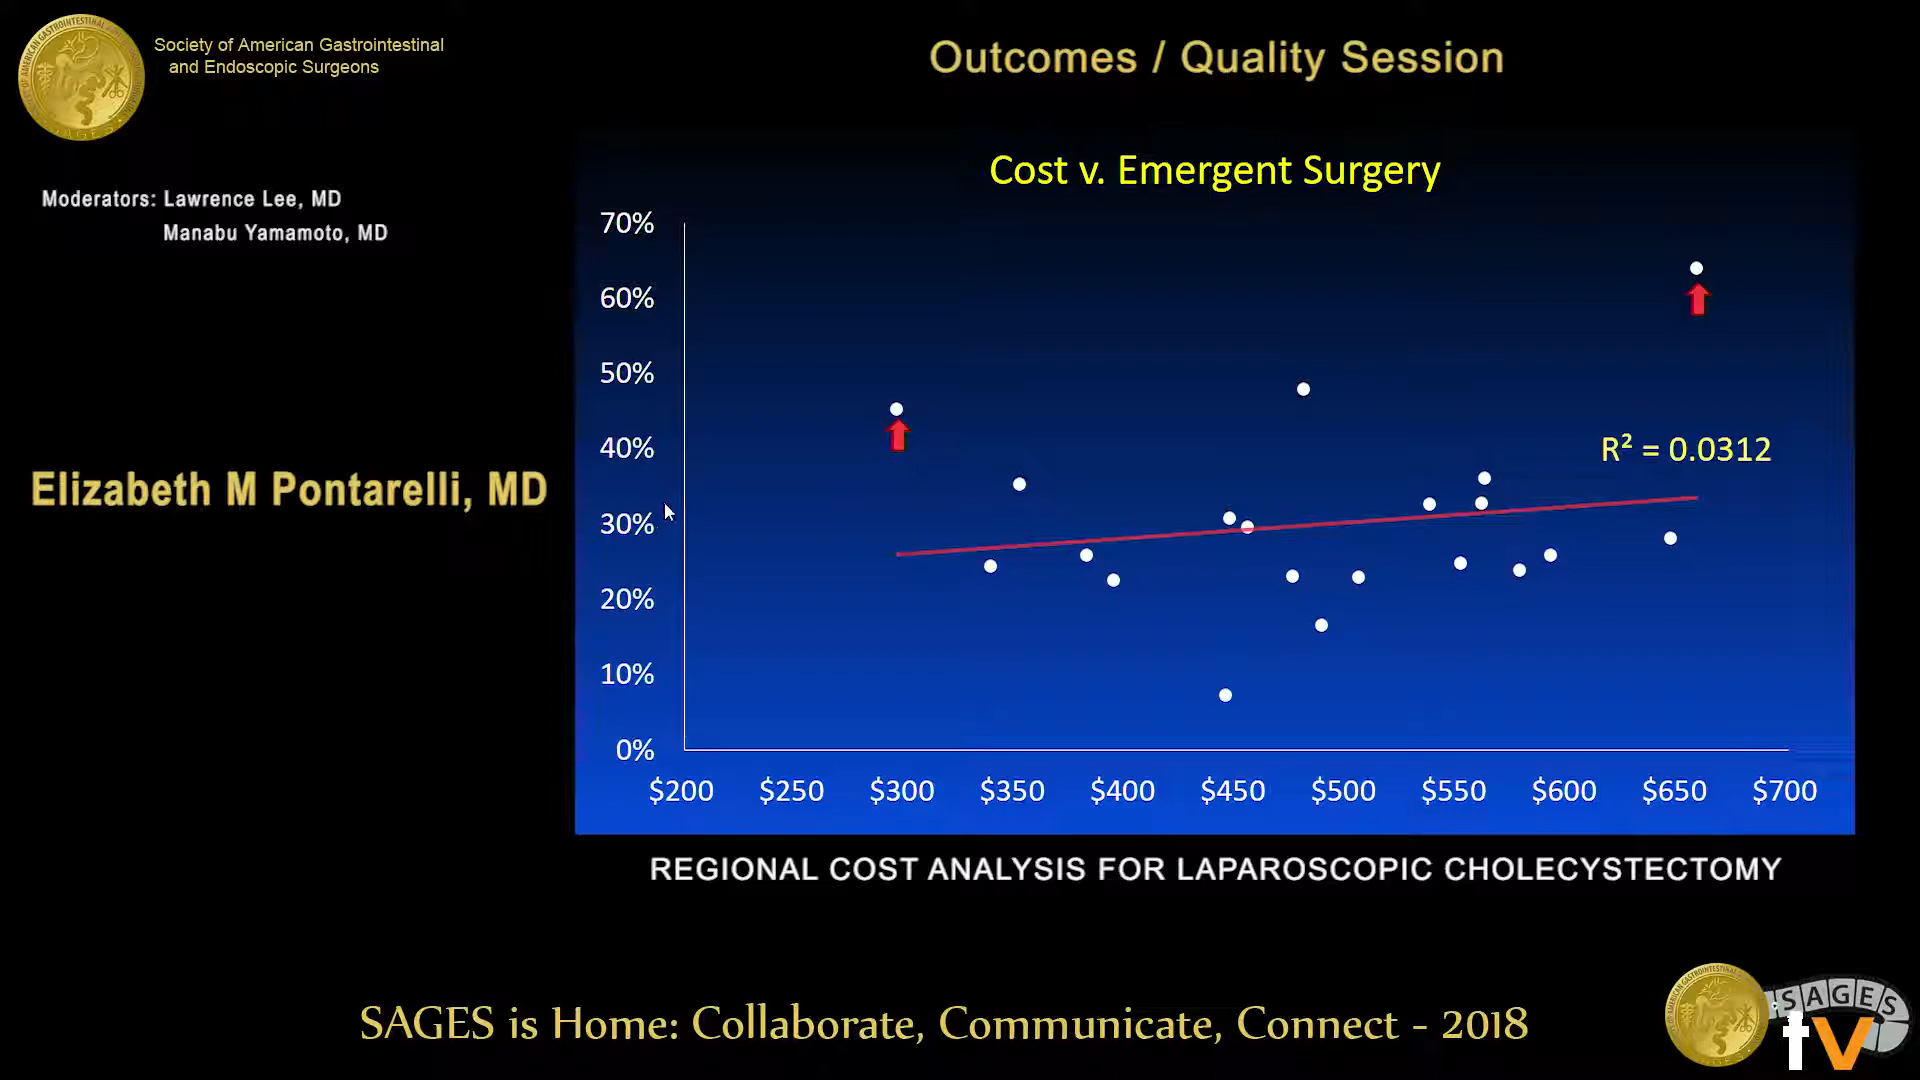 Society of American Gastrointestinal
and Endoscopic Surgeons
Outcomes / Quality Session
Moderators: Lawrence Lee, MD
Manabu Yamamoto, MD
Elizabeth M Pontarelli, MD
Cost v. Emergent Surgery
70%
60%
50%
40%
30%
20%
10%
0%
R² = 0.0312
$200 $250 $300 $350 $400 $450 $500 $550 $600 $650 $700
REGIONAL COST ANALYSIS FOR LAPAROSCOPIC CHOLECYSTECTOMY
SAGES is Home: Collaborate, Communicate, Connect - 2018
SAGES
tv